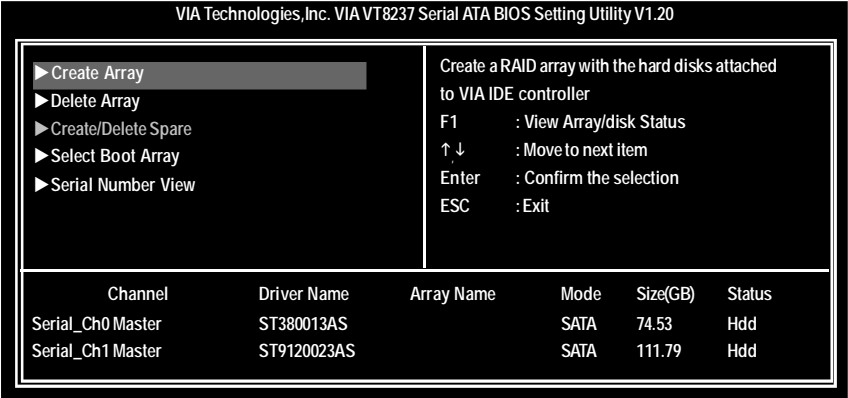 VIA Technologies,Inc. VIA VT8237 Serial ATA BIOS Setting Utility V1.20
▶Create Array
▶Delete Array
▶Create/Delete Spare
▶Select Boot Array
▶Serial Number View
Create a RAID array with the hard disks attached
to VIA IDE controller
F1 : View Array/disk Status
↑↓ : Move to next item
Enter : Confirm the selection
ESC : Exit
Channel Driver Name Array Name Mode Size(GB) Status
Serial_Ch0 Master ST380013AS SATA 74.53 Hdd
Serial_Ch1 Master ST9120023AS SATA 111.79 Hdd